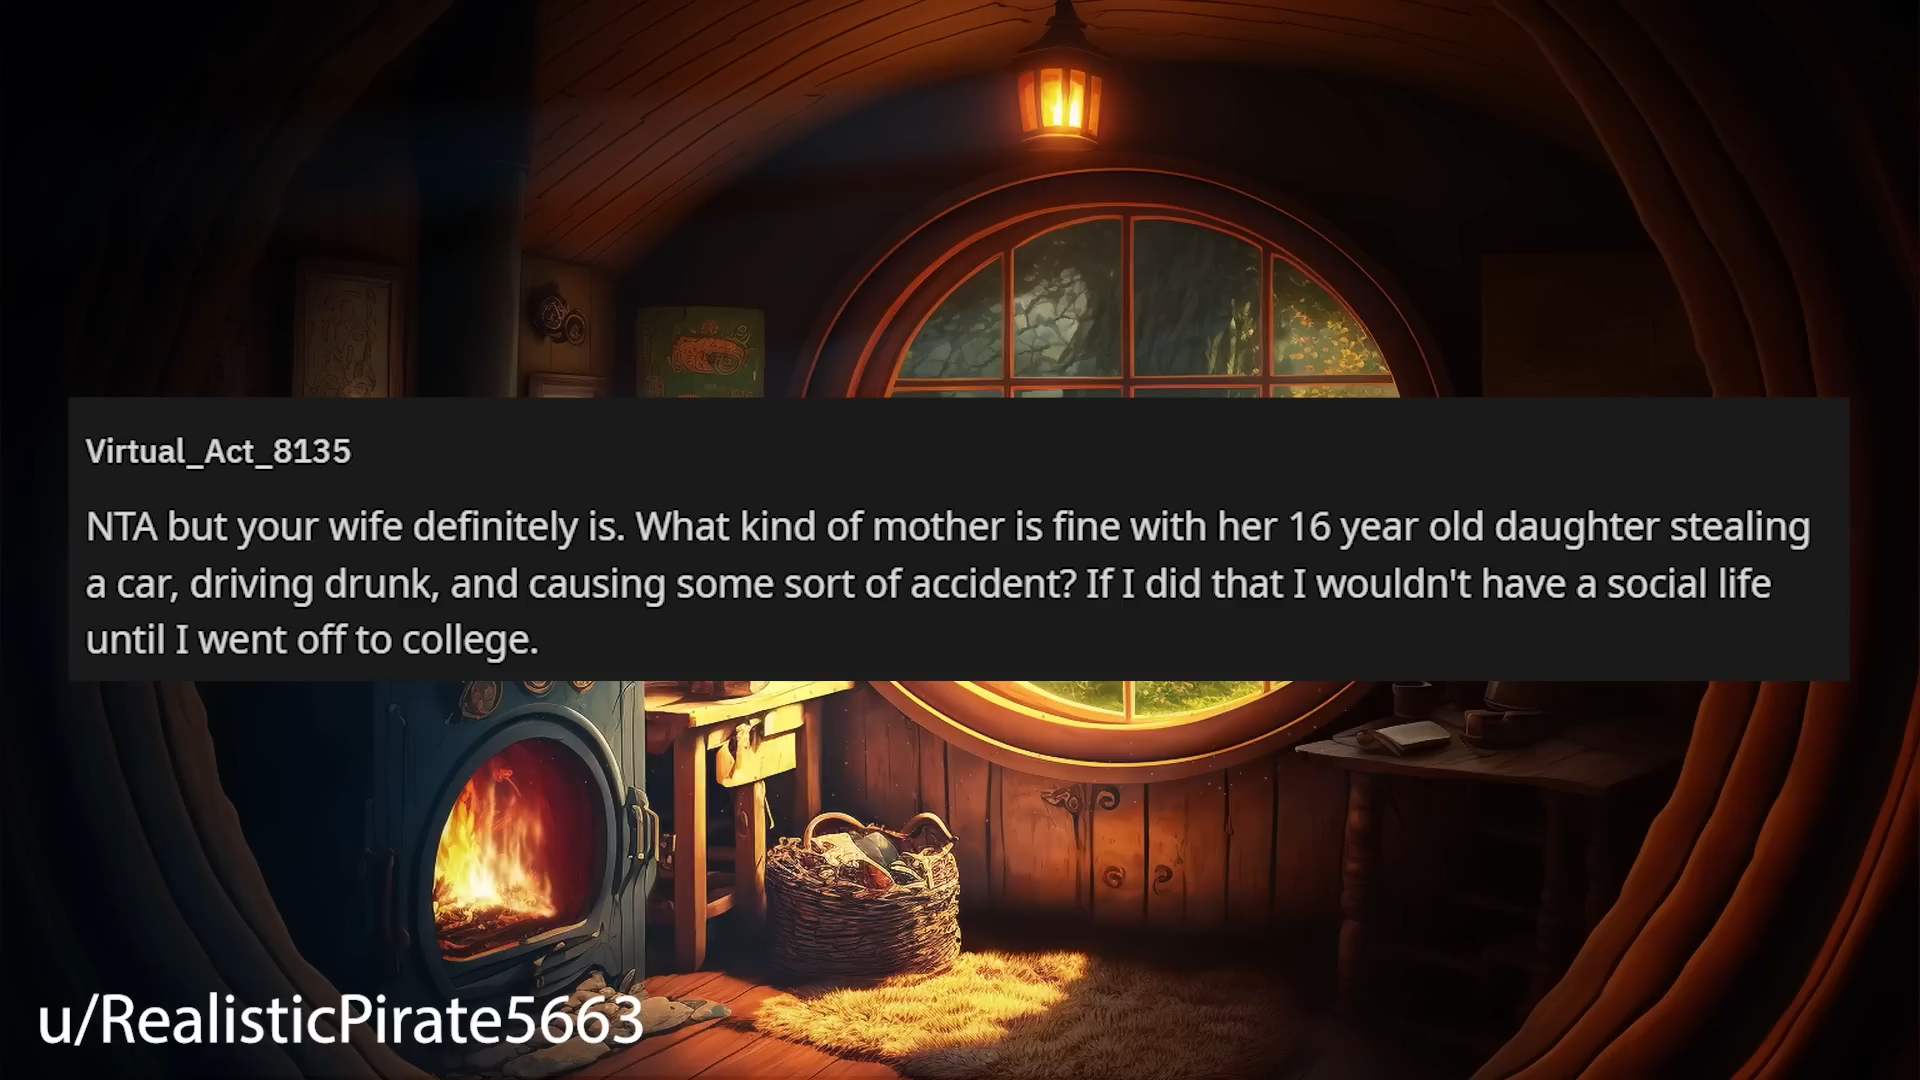 Virtual_Act_8135
NTA but your wife definitely is. What kind of mother is fine with her 16 year old daughter stealing
a car, driving drunk, and causing some sort of accident? If I did that I wouldn't have a social life
until I went off to college.
u/RealisticPirate5663